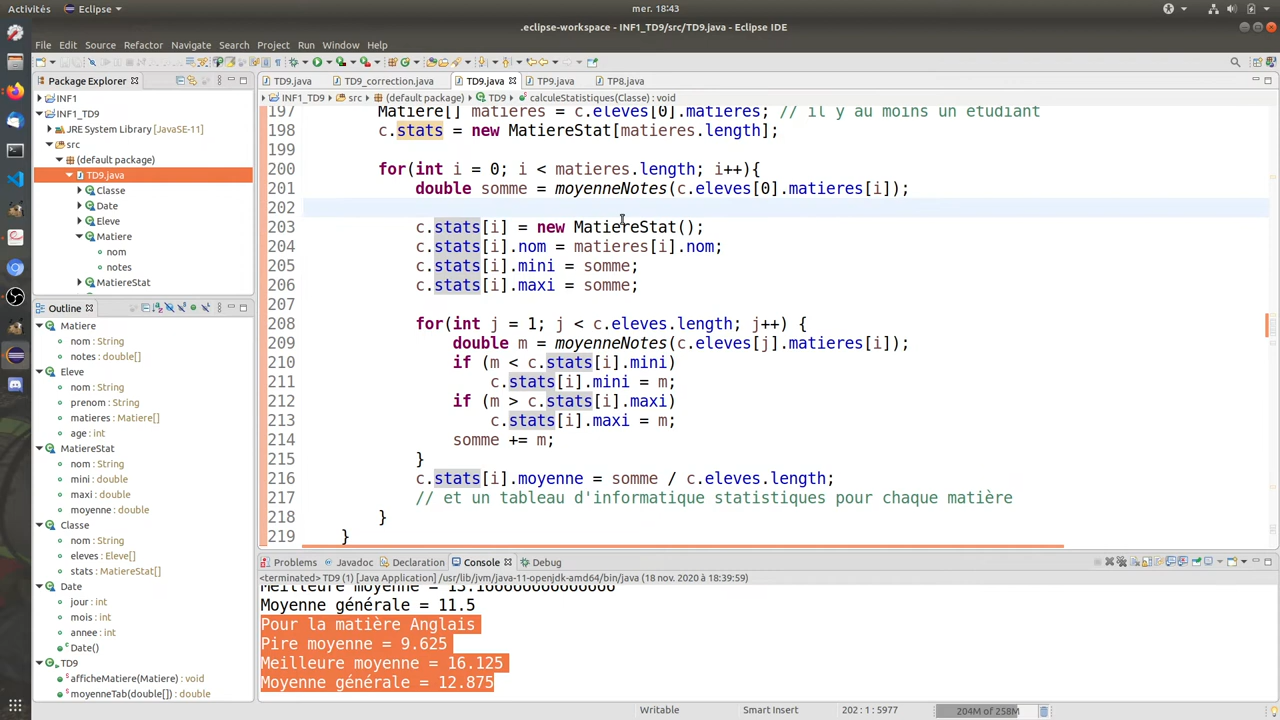 Activités
Eclipse
mer. 18:43
.eclipse-workspace - INF1_TD9/src/TD9.java - Eclipse IDE
File Edit Source Refactor Navigate Search Project Run Window Help
Package Explorer
INF1
INF1_TD9
JRE System Library [JavaSE-11]
src
(default package)
TD9.java
Classe
Date
Eleve
Matiere
nom
notes
MatiereStat
Outline
Matiere
nom : String
notes : double[]
Eleve
nom : String
prenom : String
matieres : Matiere[]
age : int
MatiereStat
nom : String
mini : double
maxi : double
moyenne : double
Classe
nom : String
eleves : Eleve[]
stats : MatiereStat[]
Date
jour : int
mois : int
annee : int
Date()
TD9
afficheMatiere(Matiere) : void
moyenneTab(double[]) : double
TD9.java TD9_correction.java TD9.java TP9.java TP8.java
INF1_TD9 src (default package) TD9 calculeStatistiques(Classe) : void
197 Matiere[] matieres = c.eleves[0].matieres; // il y au moins un etudiant
198 c.stats = new MatiereStat[matieres.length];
199
200 for(int i = 0; i < matieres.length; i++){
201 double somme = moyenneNotes(c.eleves[0].matieres[i]);
202
203 c.stats[i] = new MatiereStat();
204 c.stats[i].nom = matieres[i].nom;
205 c.stats[i].mini = somme;
206 c.stats[i].maxi = somme;
207
208 for(int j = 1; j < c.eleves.length; j++) {
209 double m = moyenneNotes(c.eleves[j].matieres[i]);
210 if (m < c.stats[i].mini)
211 c.stats[i].mini = m;
212 if (m > c.stats[i].maxi)
213 c.stats[i].maxi = m;
214 somme += m;
215 }
216 c.stats[i].moyenne = somme / c.eleves.length;
217 // et un tableau d'informatique statistiques pour chaque matière
218 }
219 }
Problems Javadoc Declaration Console Debug
<terminated> TD9 (1) [Java Application] /usr/lib/jvm/java-11-openjdk-amd64/bin/java (18 nov. 2020 à 18:39:59)
Meilleure moyenne = 15.166666666666666
Moyenne générale = 11.5
Pour la matière Anglais
Pire moyenne = 9.625
Meilleure moyenne = 16.125
Moyenne générale = 12.875
Writable
Smart Insert
202 : 1 : 5977
204M of 258M